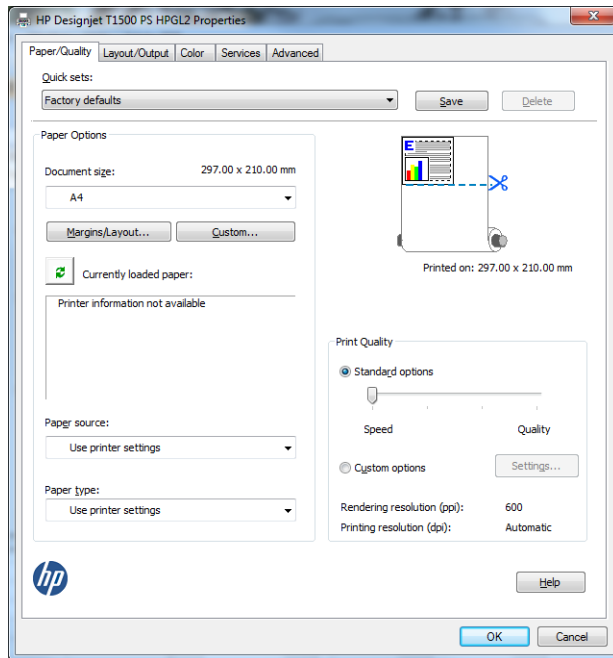 HP Designjet T1500 PS HPGL2 Properties
Paper/Quality Layout/Output Color Services Advanced
Quick sets:
Factory defaults
Save
Delete
Paper Options
Document size: 297.00 x 210.00 mm
A4
Margins/Layout... Custom...
Currently loaded paper:
Printer information not available
Paper source:
Use printer settings
Paper type:
Use printer settings
E
Printed on: 297.00 x 210.00 mm
Print Quality
Standard options
Speed Quality
Custom options Settings...
Rendering resolution (ppi): 600
Printing resolution (dpi): Automatic
hp
Help
OK Cancel